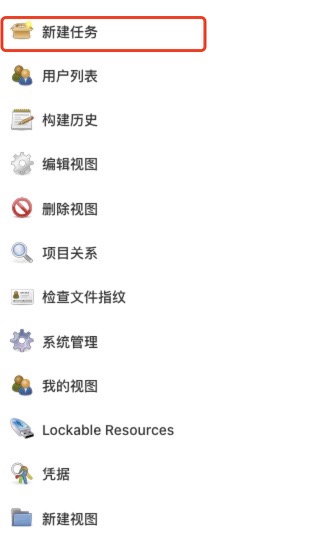 新建任务
用户列表
构建历史
编辑视图
删除视图
项目关系
检查文件指纹
系统管理
我的视图
Lockable Resources
凭据
新建视图